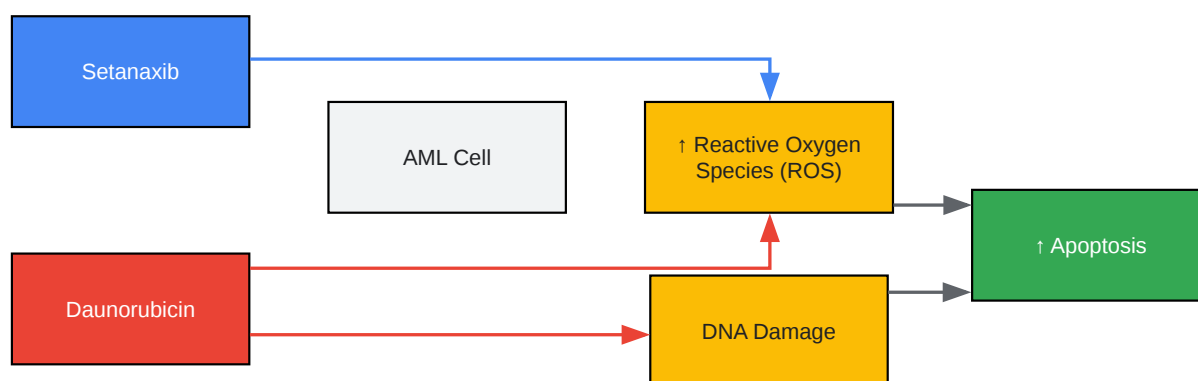 Setanaxib
AML Cell
↑ Reactive Oxygen
Species (ROS)
↑ Apoptosis
Daunorubicin
DNA Damage